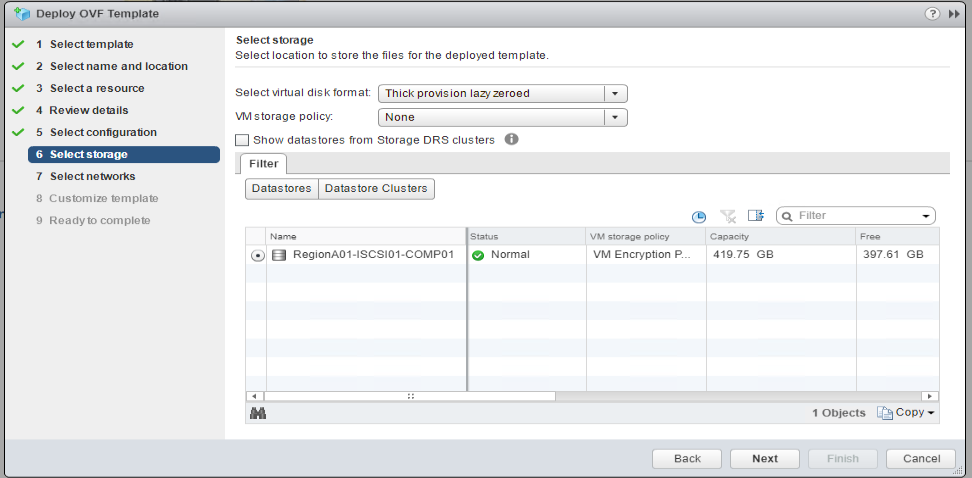 Deploy OVF Template
1 Select template
2 Select name and location
3 Select a resource
4 Review details
5 Select configuration
6 Select storage
7 Select networks
8 Customize template
9 Ready to complete
Select storage
Select location to store the files for the deployed template.
Select virtual disk format: Thick provision lazy zeroed
VM storage policy: None
Show datastores from Storage DRS clusters
Filter
Datastores Datastore Clusters
Filter
Name Status VM storage policy Capacity Free
RegionA01-ISCSI01-COMP01 Normal VM Encryption P... 419.75 GB 397.61 GB
1 Objects Copy
Back Next Finish Cancel